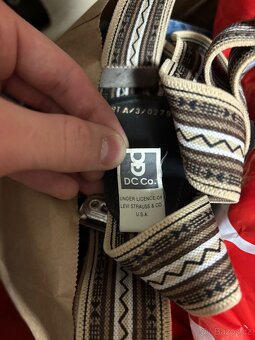 DC Co.
UNDER LICENCE OF
LEVI STRAUSS & CO
U.S.A.